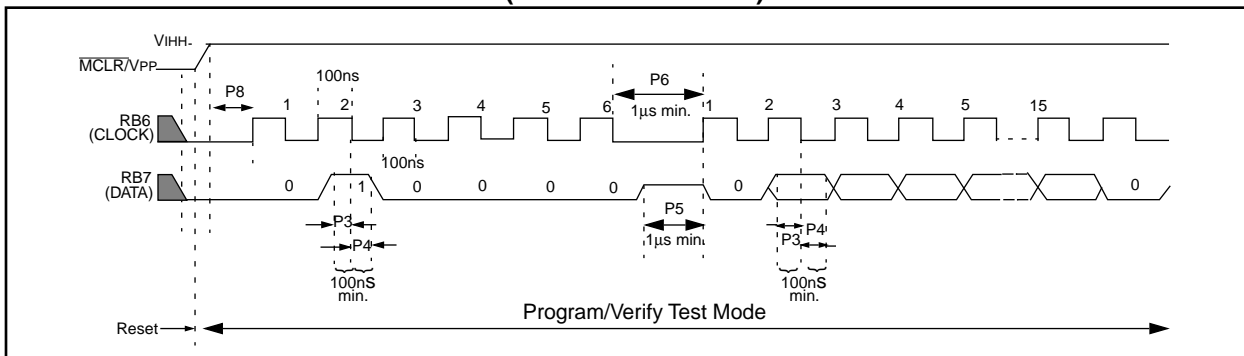 VIHH
MCLR/VPP
P8
100ns
P6
1µs min.
1 2 3 4 5 6 1 2 3 4 5 15
RB6
(CLOCK)
100ns
RB7
(DATA)
0 1 0 0 0 0 0 0
P5
1µs min.
P3
P4
100ns
min.
P4
P3
100ns
min.
Program/Verify Test Mode
Reset